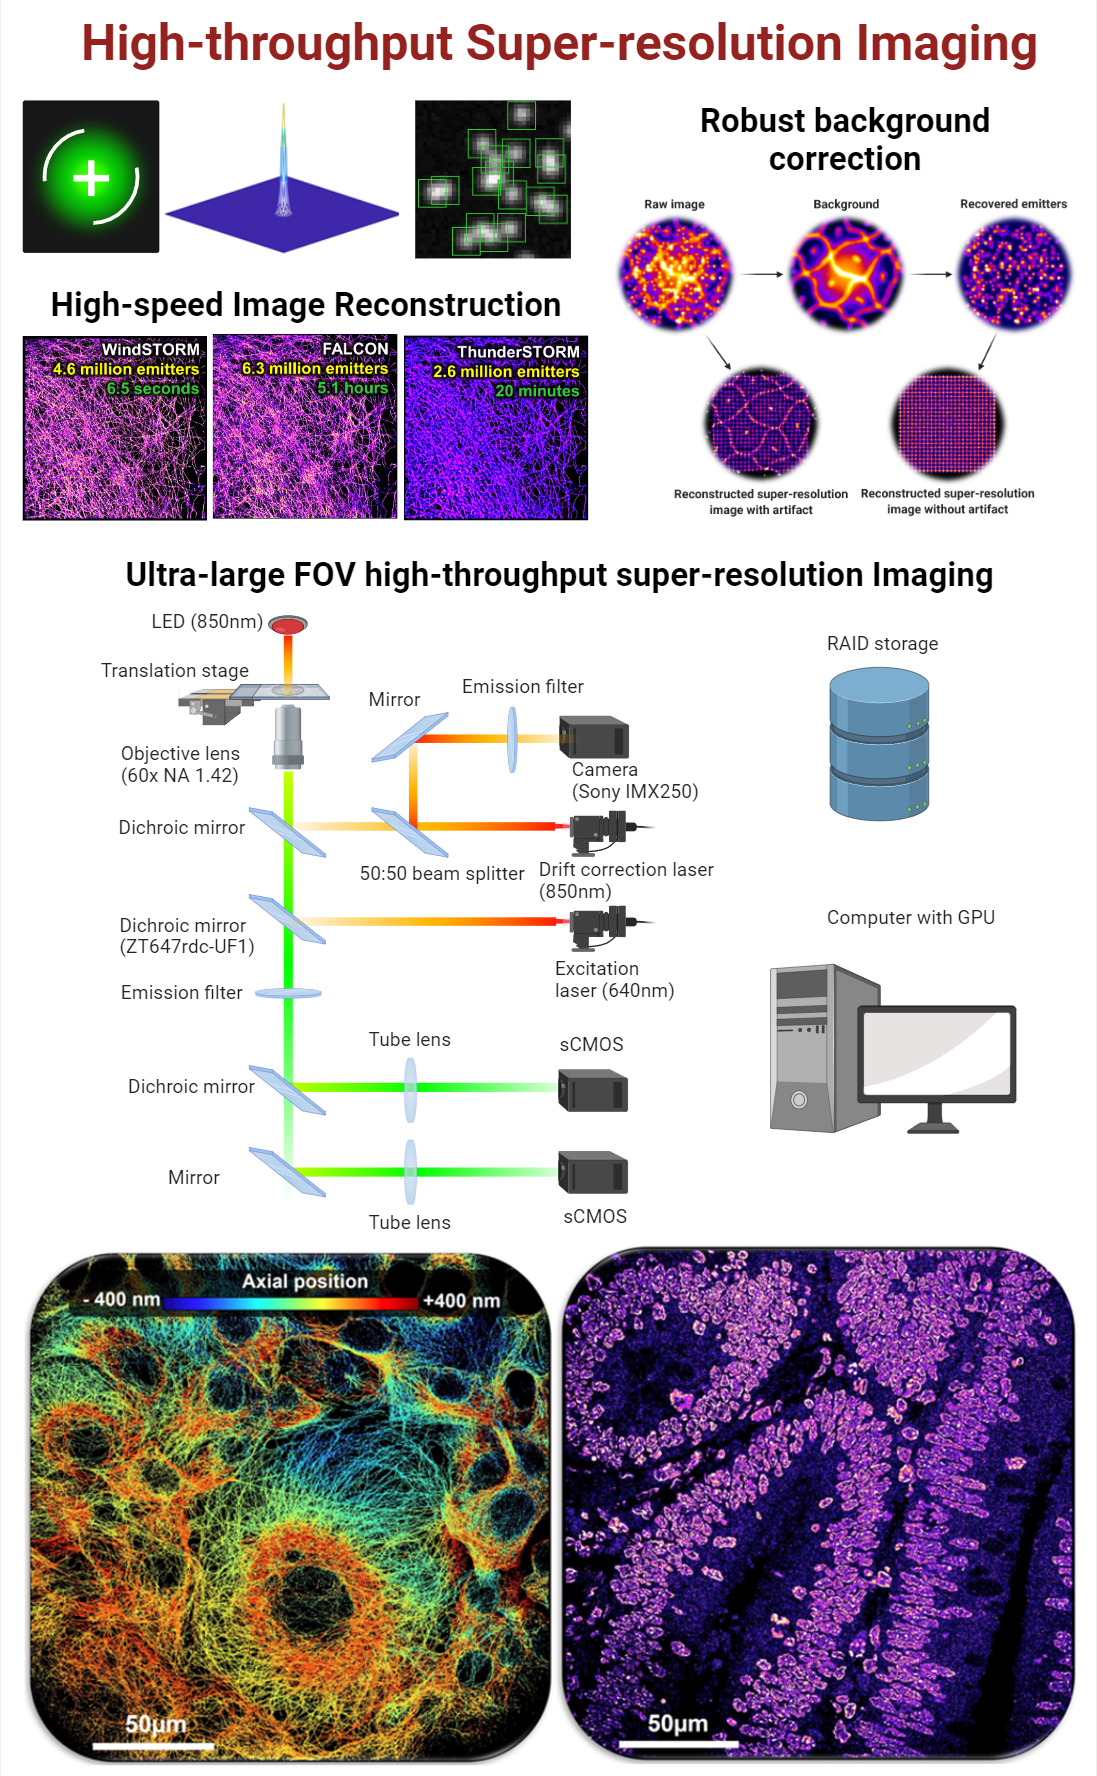 High-throughput Super-resolution Imaging
Robust background
correction
Raw image
Background
Recovered emitters
High-speed Image Reconstruction
WindSTORM
4.6 million emitters
6.5 seconds
FALCON
6.3 million emitters
5.1 hours
ThunderSTORM
2.6 million emitters
20 minutes
Reconstructed super-resolution
image with artifact
Reconstructed super-resolution
image without artifact
Ultra-large FOV high-throughput super-resolution Imaging
LED (850nm)
Translation stage
Objective lens
(60x NA 1.42)
Mirror
Emission filter
Camera
(Sony IMX250)
Dichroic mirror
50:50 beam splitter
Drift correction laser
(850nm)
Dichroic mirror
(ZT647rdc-UF1)
Excitation
laser (640nm)
Emission filter
Tube lens
sCMOS
Dichroic mirror
Mirror
Tube lens
sCMOS
RAID storage
Computer with GPU
Axial position
- 400 nm
+400 nm
50μm
50μm